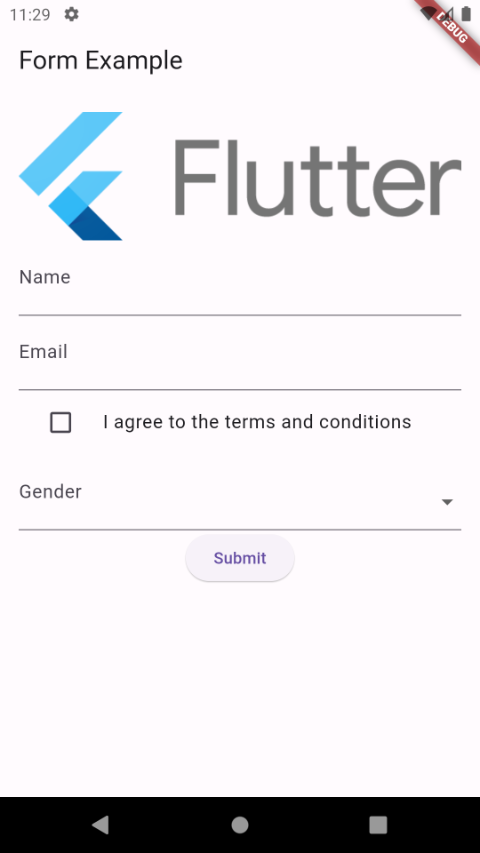 11:29
DEBUG
Form Example
Flutter
Name
Email
I agree to the terms and conditions
Gender
Submit